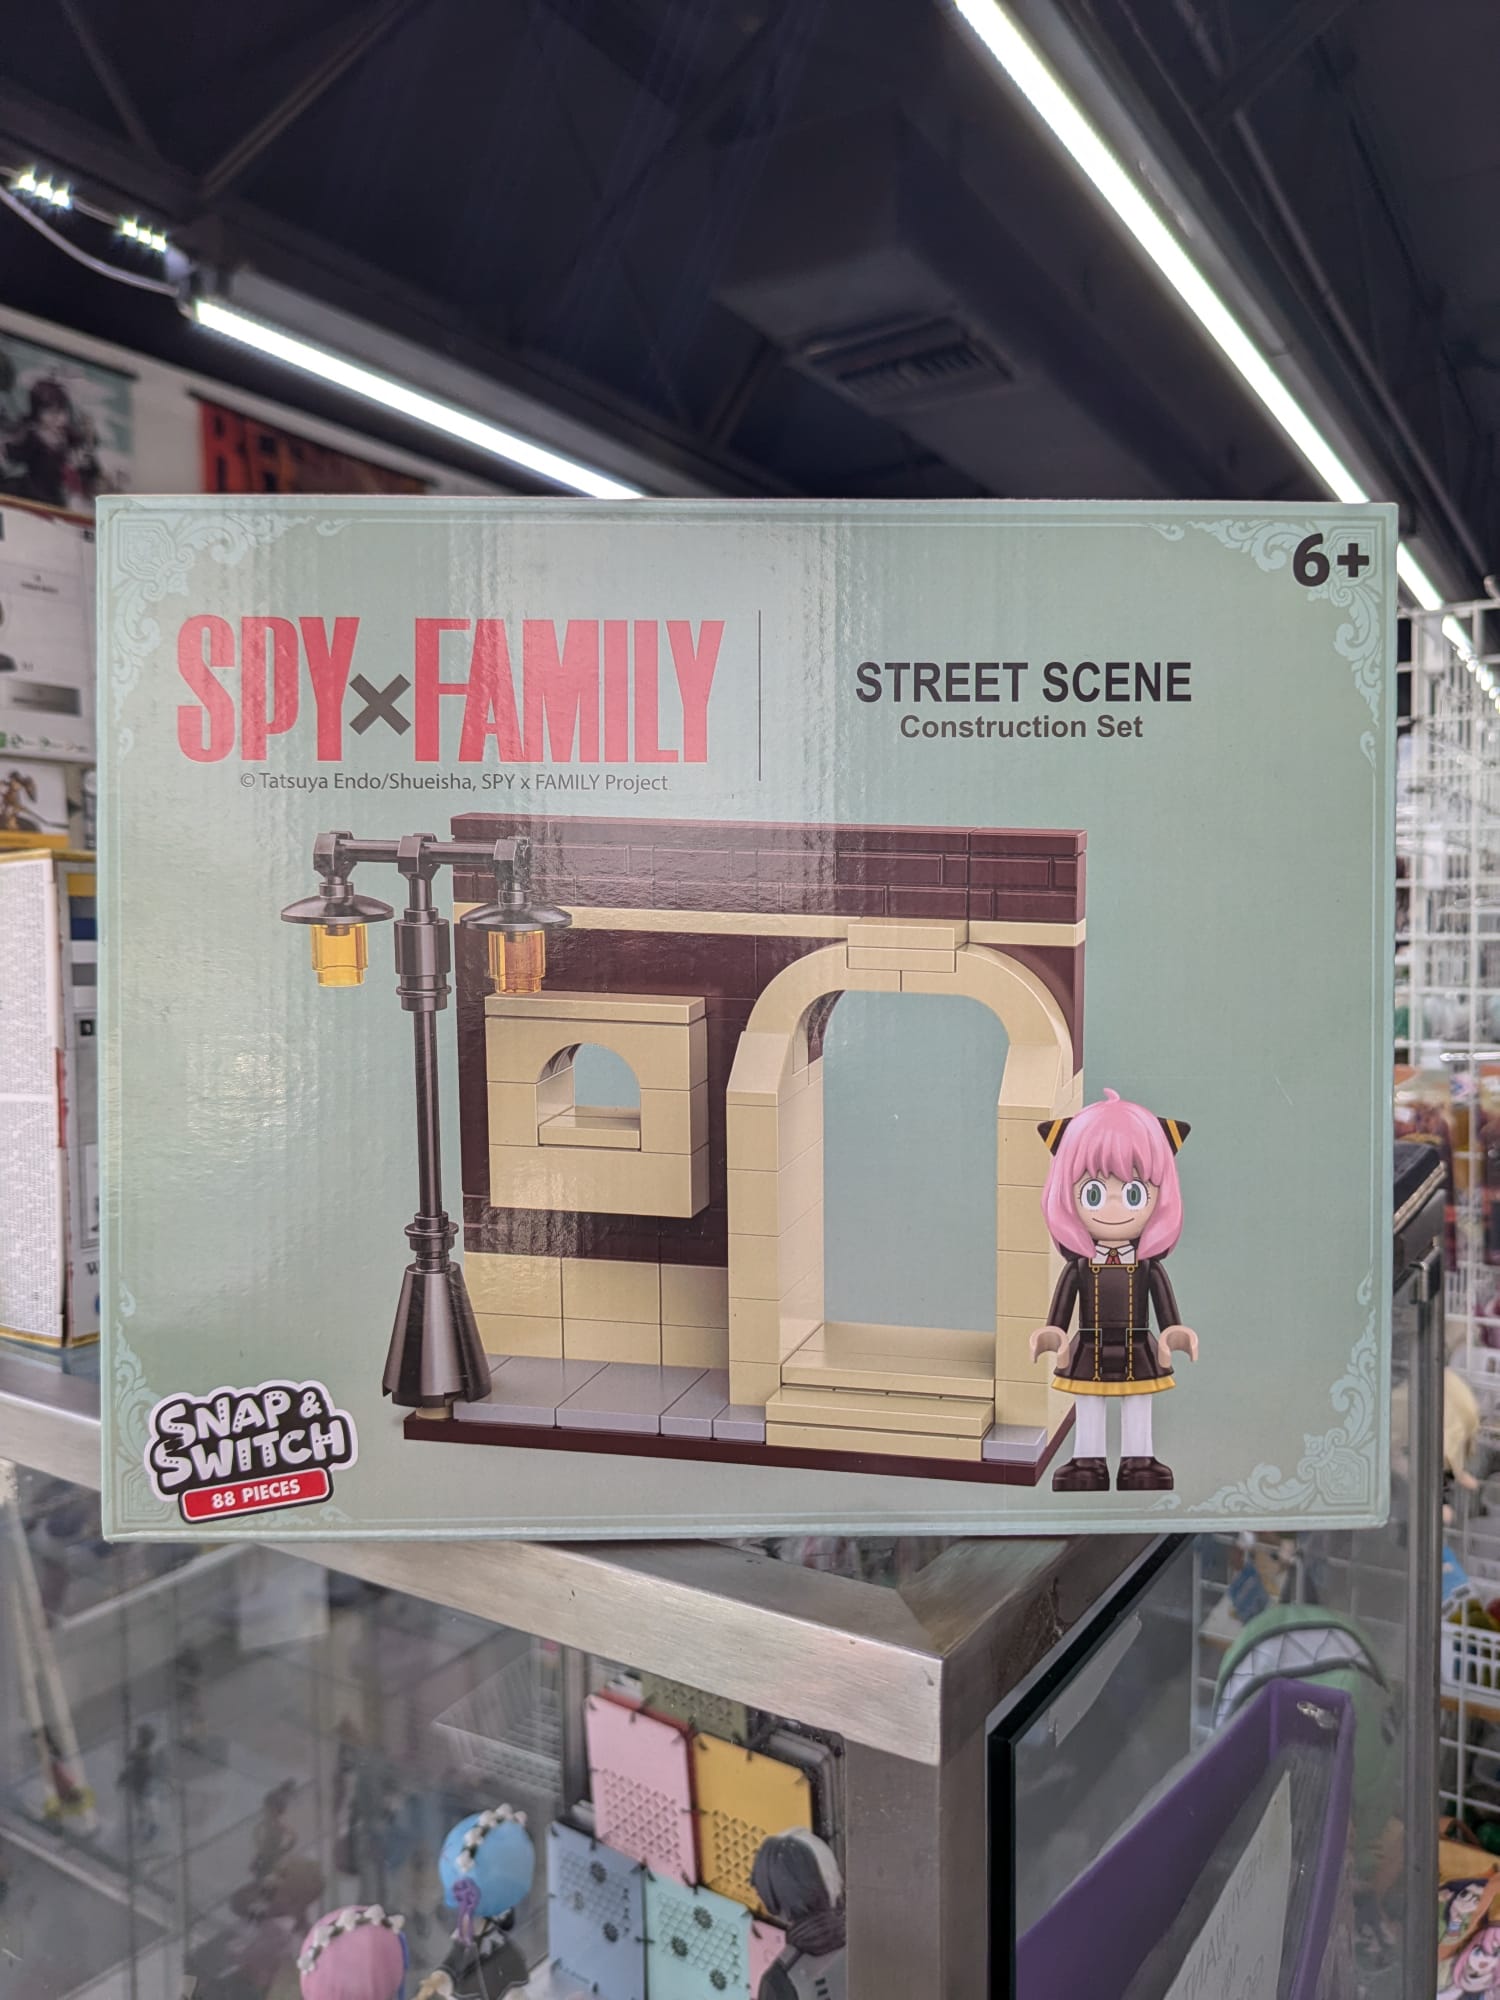 6+
SPY×FAMILY
© Tatsuya Endo/Shueisha, SPY x FAMILY Project
STREET SCENE
Construction Set
SNAP &
SWITCH
88 PIECES